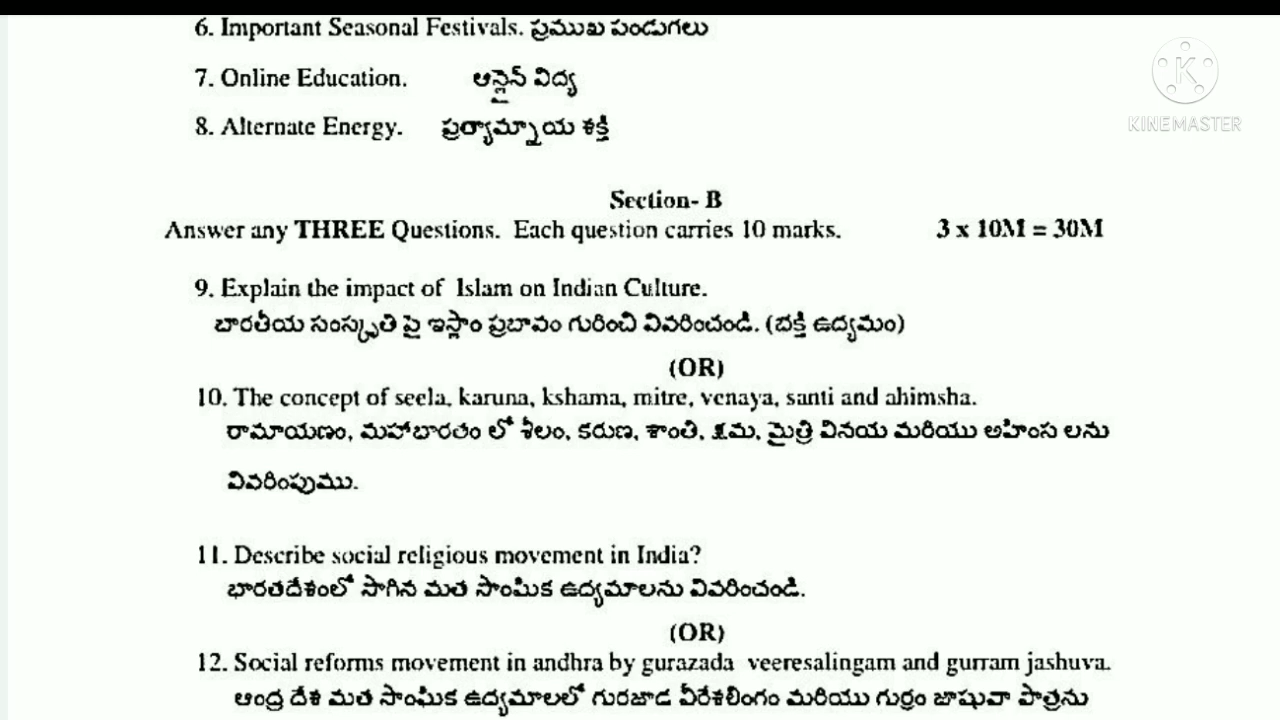 6. Important Seasonal Festivals. ప్రముఖ పండుగలు
7. Online Education. ఆన్లైన్ విద్య
8. Alternate Energy. ప్రత్యామ్నాయ శక్తి
K
KINEMASTER
Section- B
Answer any THREE Questions. Each question carries 10 marks. 3 x 10M = 30M
9. Explain the impact of Islam on Indian Culture.
బారతీయ సంస్కృతి పై ఇస్లాం ప్రబావం గురించి వివరించండి. (బక్తి ఉద్యమం)
(OR)
10. The concept of seela, karuna, kshama, mitre, venaya, santi and ahimsha.
రామాయణం, మహాబారతం లో శీలం, కరుణ, శాంతి, క్షమ, మైత్రి వినయ మరియు అహింస లను
వివరింపుము.
11. Describe social religious movement in India?
భారతదేశంలో సాగిన మత సాంఘిక ఉద్యమాలను వివరించండి.
(OR)
12. Social reforms movement in andhra by gurazada veeresalingam and gurram jashuva.
ఆంధ్ర దేశ మత సాంఘిక ఉద్యమాలలో గురజాడ వీరేశలింగం మరియు గుర్రం జాషువా పాత్రను